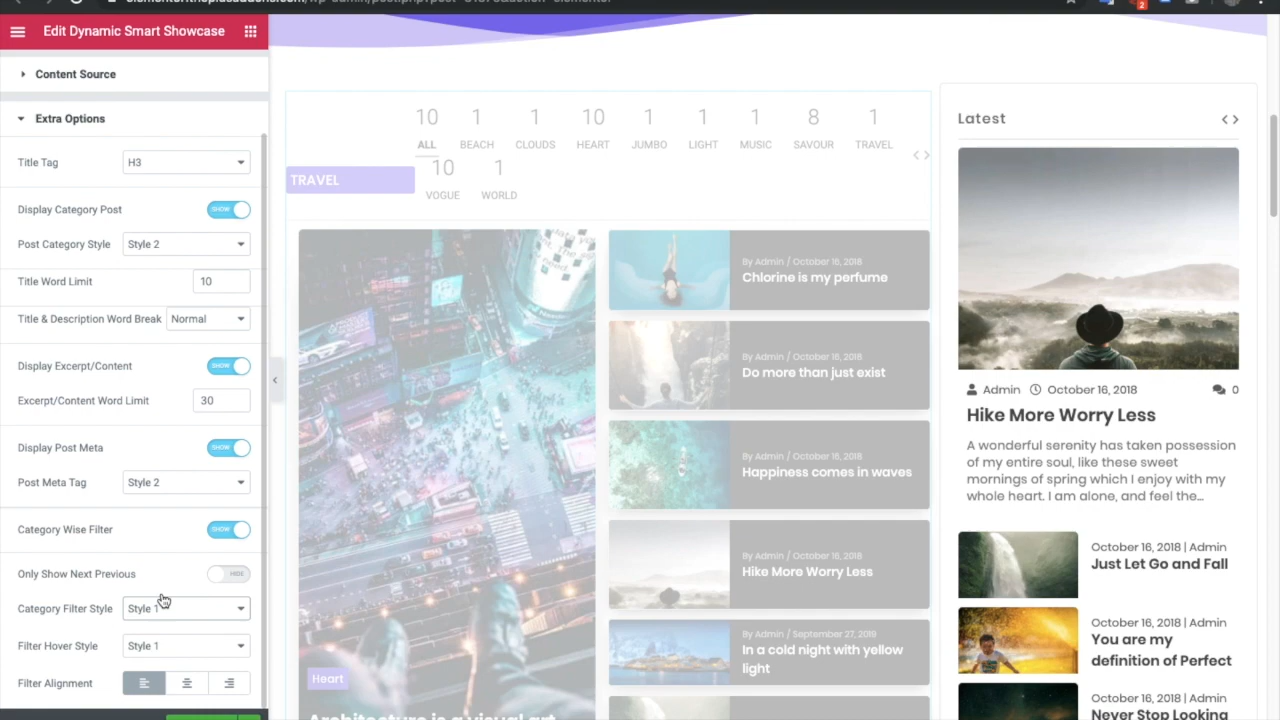 Edit Dynamic Smart Showcase
Content Source
Extra Options
Title Tag
H3
Display Category Post
SHOW
Post Category Style
Style 2
Title Word Limit
10
Title & Description Word Break
Normal
Display Excerpt/Content
SHOW
Excerpt/Content Word Limit
30
Display Post Meta
SHOW
Post Meta Tag
Style 2
Category Wise Filter
SHOW
Only Show Next Previous
HIDE
Category Filter Style
Style 1
Filter Hover Style
Style 1
Filter Alignment
2
10 1 1 10 1 1 1 8 1
ALL BEACH CLOUDS HEART JUMBO LIGHT MUSIC SAVOUR TRAVEL
TRAVEL
10 1
VOGUE WORLD
Heart
Architecture is a visual art
By Admin / October 16, 2018
Chlorine is my perfume
By Admin / October 16, 2018
Do more than just exist
By Admin / October 16, 2018
Happiness comes in waves
By Admin / October 16, 2018
Hike More Worry Less
By Admin / September 27, 2019
In a cold night with yellow
light
Latest
Admin October 16, 2018 0
Hike More Worry Less
A wonderful serenity has taken possession
of my entire soul, like these sweet
mornings of spring which I enjoy with my
whole heart. I am alone, and feel the...
October 16, 2018 | Admin
Just Let Go and Fall
October 16, 2018 | Admin
You are my
definition of Perfect
October 16, 2018 | Admin
Never Stop Looking